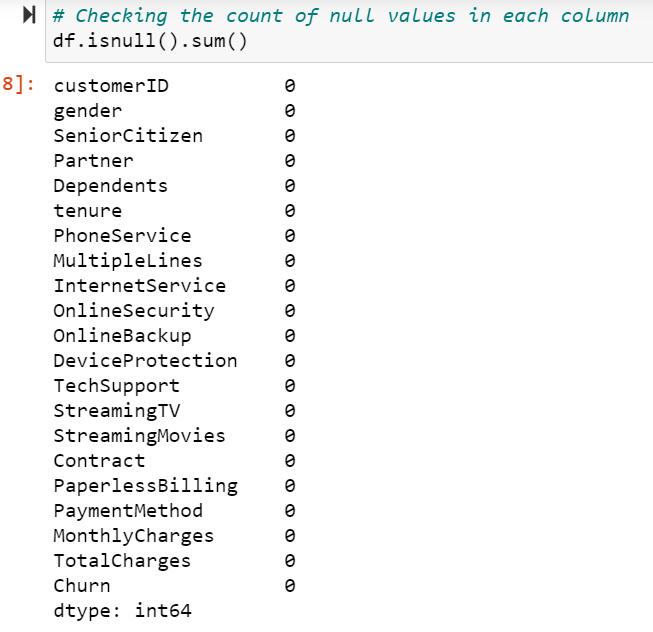 # Checking the count of null values in each column
df.isnull().sum()
8]:
customerID 0
gender 0
SeniorCitizen 0
Partner 0
Dependents 0
tenure 0
PhoneService 0
MultipleLines 0
InternetService 0
OnlineSecurity 0
OnlineBackup 0
DeviceProtection 0
TechSupport 0
StreamingTV 0
StreamingMovies 0
Contract 0
PaperlessBilling 0
PaymentMethod 0
MonthlyCharges 0
TotalCharges 0
Churn 0
dtype: int64